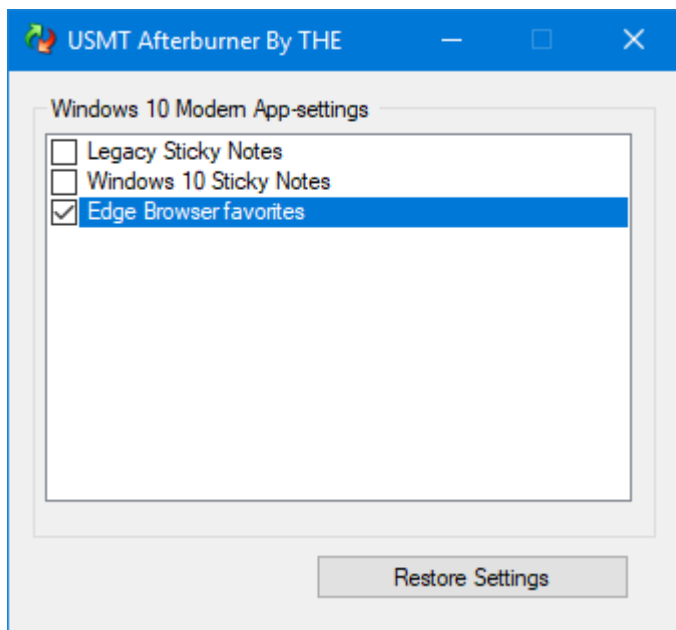 USMT Afterburner By THE
Windows 10 Modern App-settings
Legacy Sticky Notes
Windows 10 Sticky Notes
Edge Browser favorites
Restore Settings